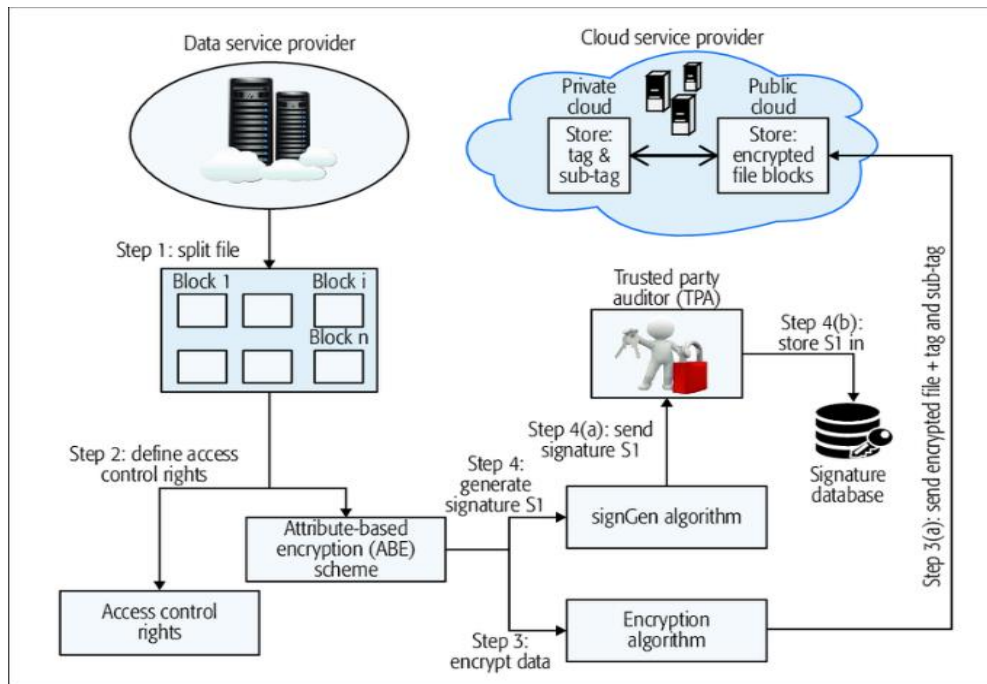 Data service provider
Cloud service provider
Private
cloud
Public
cloud
Store:
tag &
sub-tag
Store:
encrypted
file blocks
Step 1: split file
Block 1
Block i
Block n
Trusted party
auditor (TPA)
Step 4(b):
store S1 in
Signature
database
Step 2: define access
control rights
Step 4(a): send
signature S1
Step 4:
generate
signature S1
signGen algorithm
Attribute-based
encryption (ABE)
scheme
Access control
rights
Step 3:
encrypt data
Encryption
algorithm
Step 3(a): send encrypted file + tag and sub-tag